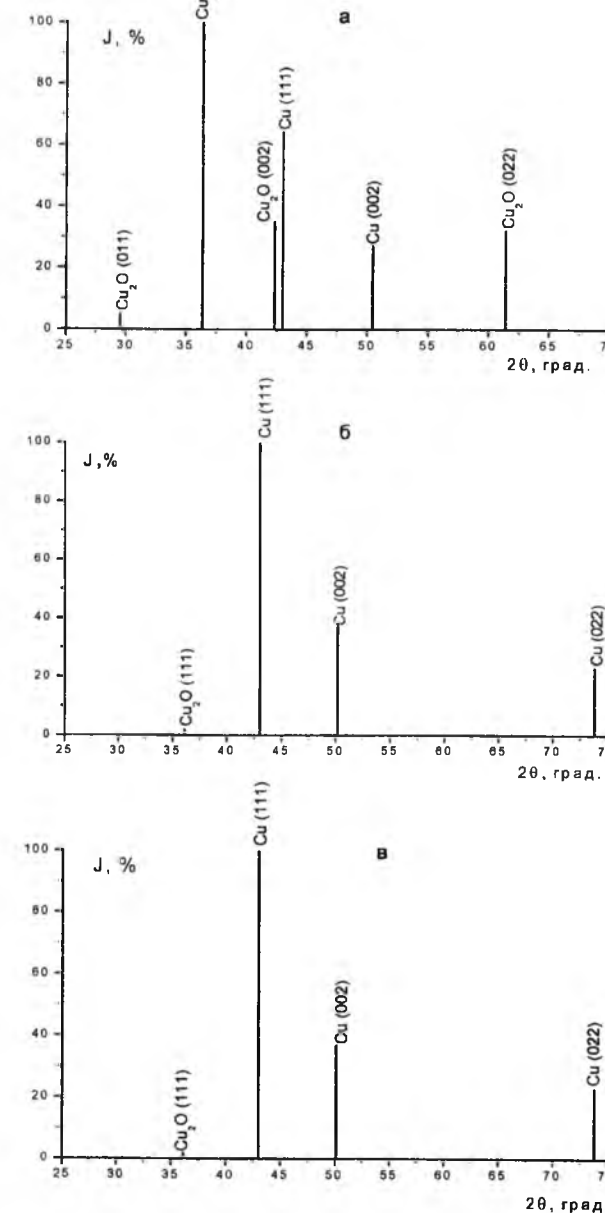 а
J, %
Cu
Cu₂O (011)
Cu₂O (002)
Cu (111)
Cu (002)
Cu₂O (022)
100
80
60
40
20
0
25 30 35 40 45 50 55 60 65
2θ, град.
б
J,%
Cu₂O (111)
Cu (111)
Cu (002)
Cu (022)
100
80
60
40
20
0
25 30 35 40 45 50 55 60 65 70
2θ, град.
в
J, %
Cu₂O (111)
Cu (111)
Cu (002)
Cu (022)
100
80
60
40
20
0
25 30 35 40 45 50 55 60 65 70
2θ, град